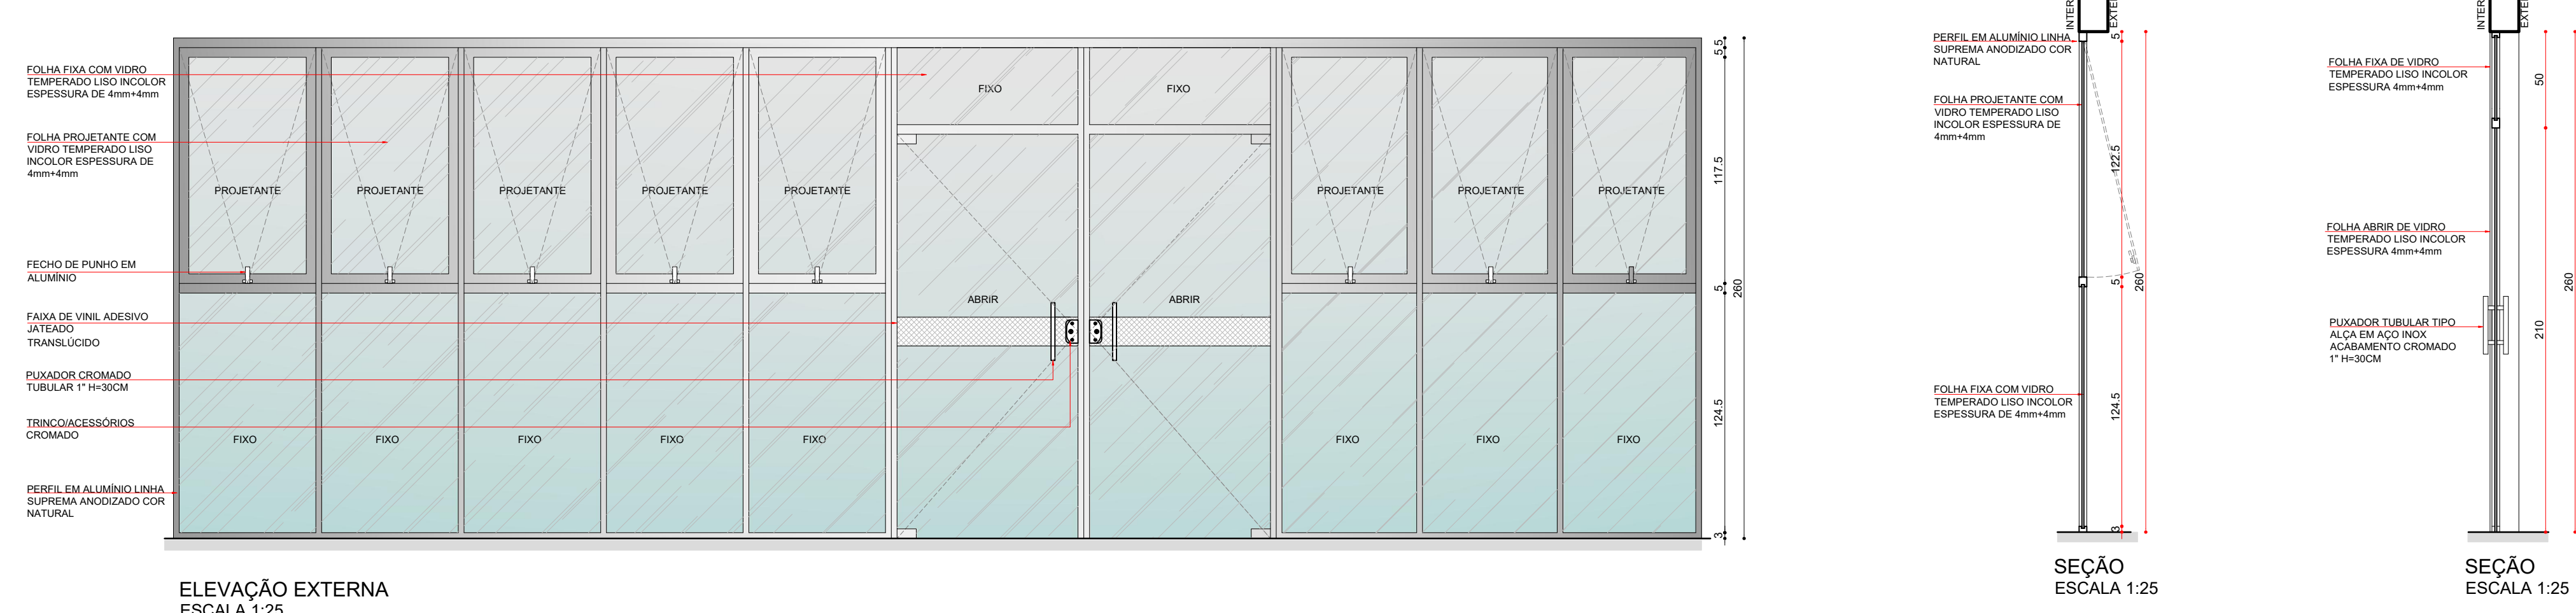 FOLHA FIXA COM VIDRO
TEMPERADO LISO INCOLOR
ESPESSURA DE 4mm+4mm
FOLHA PROJETANTE COM
VIDRO TEMPERADO LISO
INCOLOR ESPESSURA DE
4mm+4mm
FECHO DE PUNHO EM
ALUMÍNIO
FAIXA DE VINIL ADESIVO
JATEADO
TRANSLÚCIDO
PUXADOR CROMADO
TUBULAR 1" H=30CM
TRINCO/ACESSÓRIOS
CROMADO
PERFIL EM ALUMÍNIO LINHA
SUPREMA ANODIZADO COR
NATURAL
FIXO
FIXO
PROJETANTE
PROJETANTE
PROJETANTE
PROJETANTE
PROJETANTE
PROJETANTE
PROJETANTE
PROJETANTE
ABRIR
ABRIR
FIXO
FIXO
FIXO
FIXO
FIXO
FIXO
FIXO
FIXO
5
5
117.5
5
124.5
3
260
ELEVAÇÃO EXTERNA
ESCALA 1:25
PERFIL EM ALUMÍNIO LINHA
SUPREMA ANODIZADO COR
NATURAL
FOLHA PROJETANTE COM
VIDRO TEMPERADO LISO
INCOLOR ESPESSURA DE
4mm+4mm
FOLHA FIXA COM VIDRO
TEMPERADO LISO INCOLOR
ESPESSURA DE 4mm+4mm
5
122.5
5
124.5
3
260
SEÇÃO
ESCALA 1:25
FOLHA FIXA DE VIDRO
TEMPERADO LISO INCOLOR
ESPESSURA 4mm+4mm
FOLHA ABRIR DE VIDRO
TEMPERADO LISO INCOLOR
ESPESSURA 4mm+4mm
PUXADOR TUBULAR TIPO
ALÇA EM AÇO INOX
ACABAMENTO CROMADO
1" H=30CM
50
210
260
SEÇÃO
ESCALA 1:25